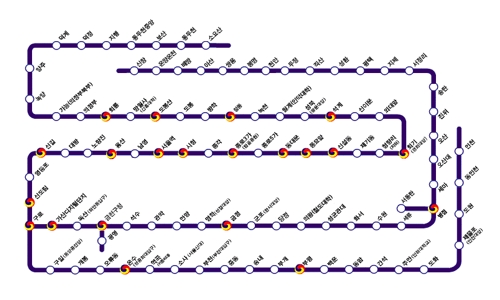 덕계
덕정
지행
동두천중앙
보산
동두천
소요산
양주
녹양
가능(의정부북부)
의정부
회룡
망월사
도봉산
도봉
방학
창동
녹천
월계(인덕대학)
성북
석계
신이문
외대앞
신창
온양온천
배방
아산
쌍용
봉명
천안
두정
직산
성환
평택
지제
서정리
송탄
진위
오산
오산대
세마
병점
서동탄
신길
대방
노량진
용산
남영
서울역
시청
종각
종로3가
종로5가
동대문
동묘앞
신설동
제기동
청량리
회기
영등포
신도림
구로
가산디지털단지
독산
금천구청
광명
석수
관악
안양
명학
금정
군포
당정
의왕
성균관대
화서
수원
세류
구일
개봉
오류동
온수
역곡
소사
부천
중동
송내
부개
부평
백운
동암
간석
주안
도화
제물포
도원
동인천
인천